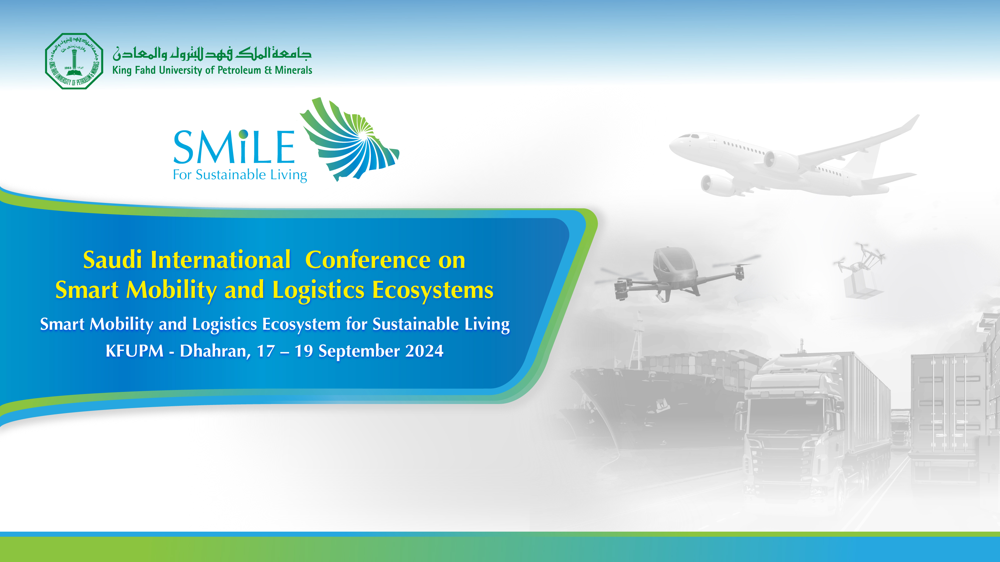 جامعة الملك فهد للبترول والمعادن
وقل رب زدني علما
1963 ١٣٨٣
KING FAHD UNIVERSITY OF PETROLEUM & MINERALS
جامعة الملك فهد للبترول والمعادن
King Fahd University of Petroleum & Minerals
SMiLE
For Sustainable Living
Saudi International Conference on
Smart Mobility and Logistics Ecosystems
Smart Mobility and Logistics Ecosystem for Sustainable Living
KFUPM - Dhahran, 17 – 19 September 2024